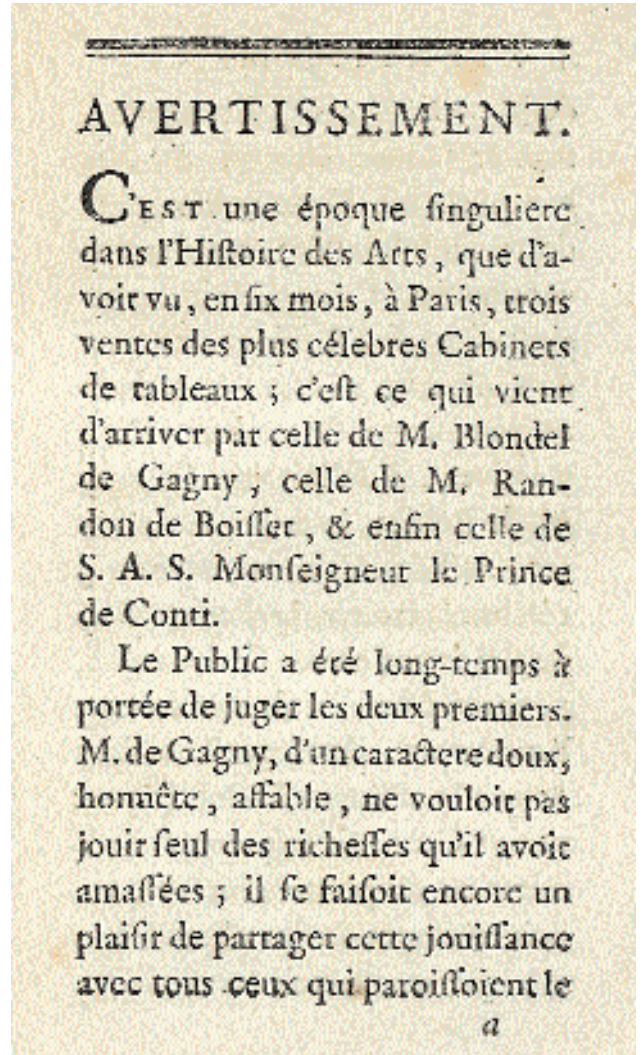 AVERTISSEMENT.
C'EST une époque ſinguliere
dans l'Hiſtoire des Arts, que d'a-
voir vu, en ſix mois, à Paris, trois
ventes des plus célebres Cabinets
de tableaux ; c'eſt ce qui vient
d'arriver par celle de M. Blondel
de Gagny, celle de M. Ran-
don de Boiſſet, & enfin celle de
S. A. S. Monſeigneur le Prince
de Conti.
Le Public a été long-temps à
portée de juger les deux premiers.
M. de Gagny, d'un caractere doux,
honnête, affable, ne vouloit pas
jouir ſeul des richeſſes qu'il avoit
amaſſées ; il ſe faiſoit encore un
plaiſir de partager cette jouiſſance
avec tous ceux qui paroiſſoient le
a